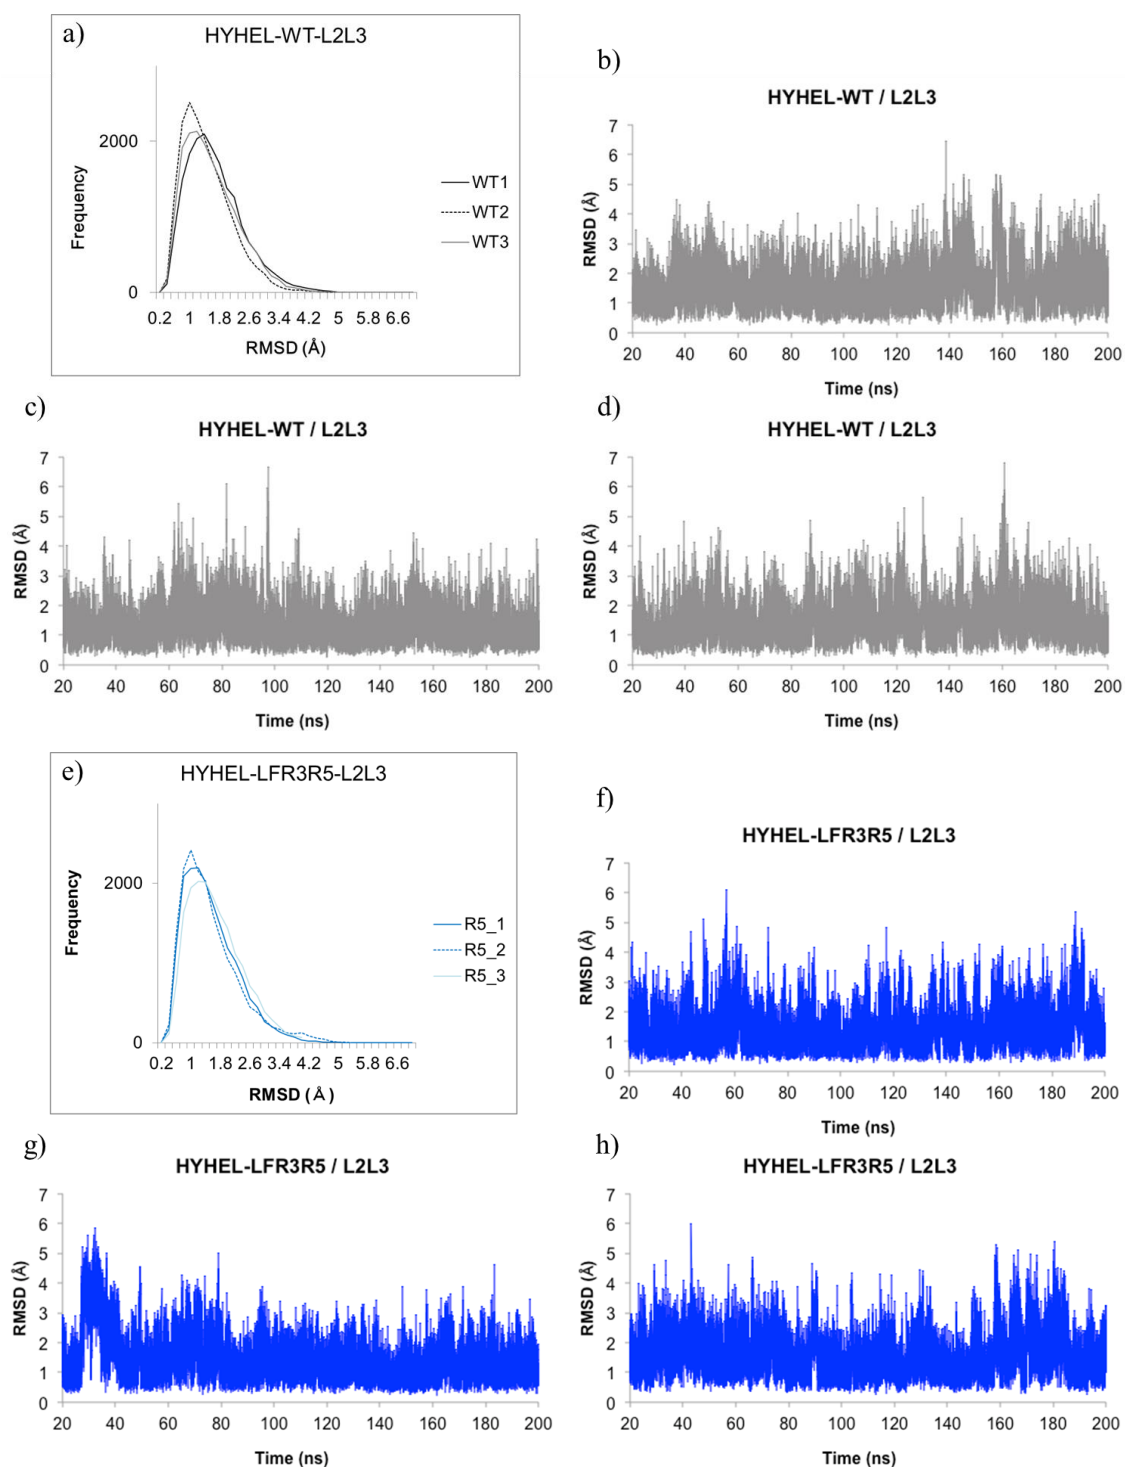 a)
HYHEL-WT-L2L3
Frequency
2000
0
0.2 1 1.8 2.6 3.4 4.2 5 5.8 6.6
RMSD (Å)
WT1
WT2
WT3
b)
HYHEL-WT / L2L3
RMSD (Å)
7
6
5
4
3
2
1
0
20 40 60 80 100 120 140 160 180 200
Time (ns)
c)
HYHEL-WT / L2L3
RMSD (Å)
7
6
5
4
3
2
1
0
20 40 60 80 100 120 140 160 180 200
Time (ns)
d)
HYHEL-WT / L2L3
RMSD (Å)
7
6
5
4
3
2
1
0
20 40 60 80 100 120 140 160 180 200
Time (ns)
e)
HYHEL-LFR3R5-L2L3
Frequency
2000
0
0.2 1 1.8 2.6 3.4 4.2 5 5.8 6.6
RMSD (Å)
R5_1
R5_2
R5_3
f)
HYHEL-LFR3R5 / L2L3
RMSD (Å)
7
6
5
4
3
2
1
0
20 40 60 80 100 120 140 160 180 200
Time (ns)
g)
HYHEL-LFR3R5 / L2L3
RMSD (Å)
7
6
5
4
3
2
1
0
20 40 60 80 100 120 140 160 180 200
Time (ns)
h)
HYHEL-LFR3R5 / L2L3
RMSD (Å)
7
6
5
4
3
2
1
0
20 40 60 80 100 120 140 160 180 200
Time (ns)